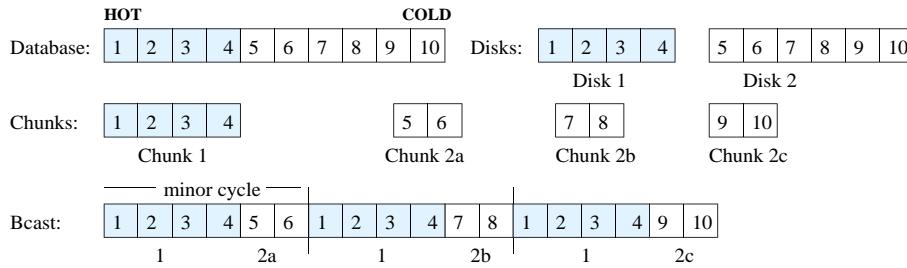 HOT COLD
Database: 1 2 3 4 5 6 7 8 9 10 Disks: 1 2 3 4 5 6 7 8 9 10
Disk 1 Disk 2
Chunks: 1 2 3 4 5 6 7 8 9 10
Chunk 1 Chunk 2a Chunk 2b Chunk 2c
minor cycle
Bcast: 1 2 3 4 5 6 1 2 3 4 7 8 1 2 3 4 9 10
1 2a 1 2b 1 2c